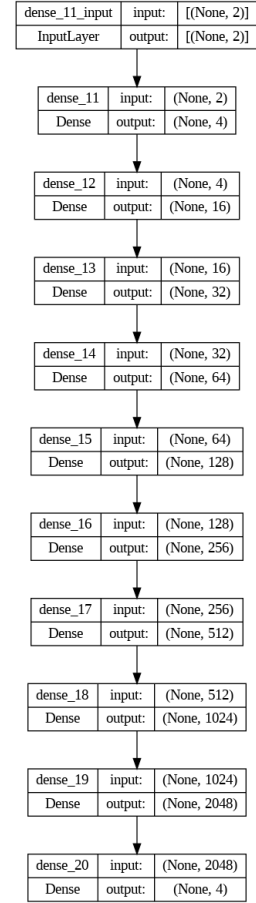 dense_11_input input: [(None, 2)]
InputLayer output: [(None, 2)]
dense_11 input: (None, 2)
Dense output: (None, 4)
dense_12 input: (None, 4)
Dense output: (None, 16)
dense_13 input: (None, 16)
Dense output: (None, 32)
dense_14 input: (None, 32)
Dense output: (None, 64)
dense_15 input: (None, 64)
Dense output: (None, 128)
dense_16 input: (None, 128)
Dense output: (None, 256)
dense_17 input: (None, 256)
Dense output: (None, 512)
dense_18 input: (None, 512)
Dense output: (None, 1024)
dense_19 input: (None, 1024)
Dense output: (None, 2048)
dense_20 input: (None, 2048)
Dense output: (None, 4)